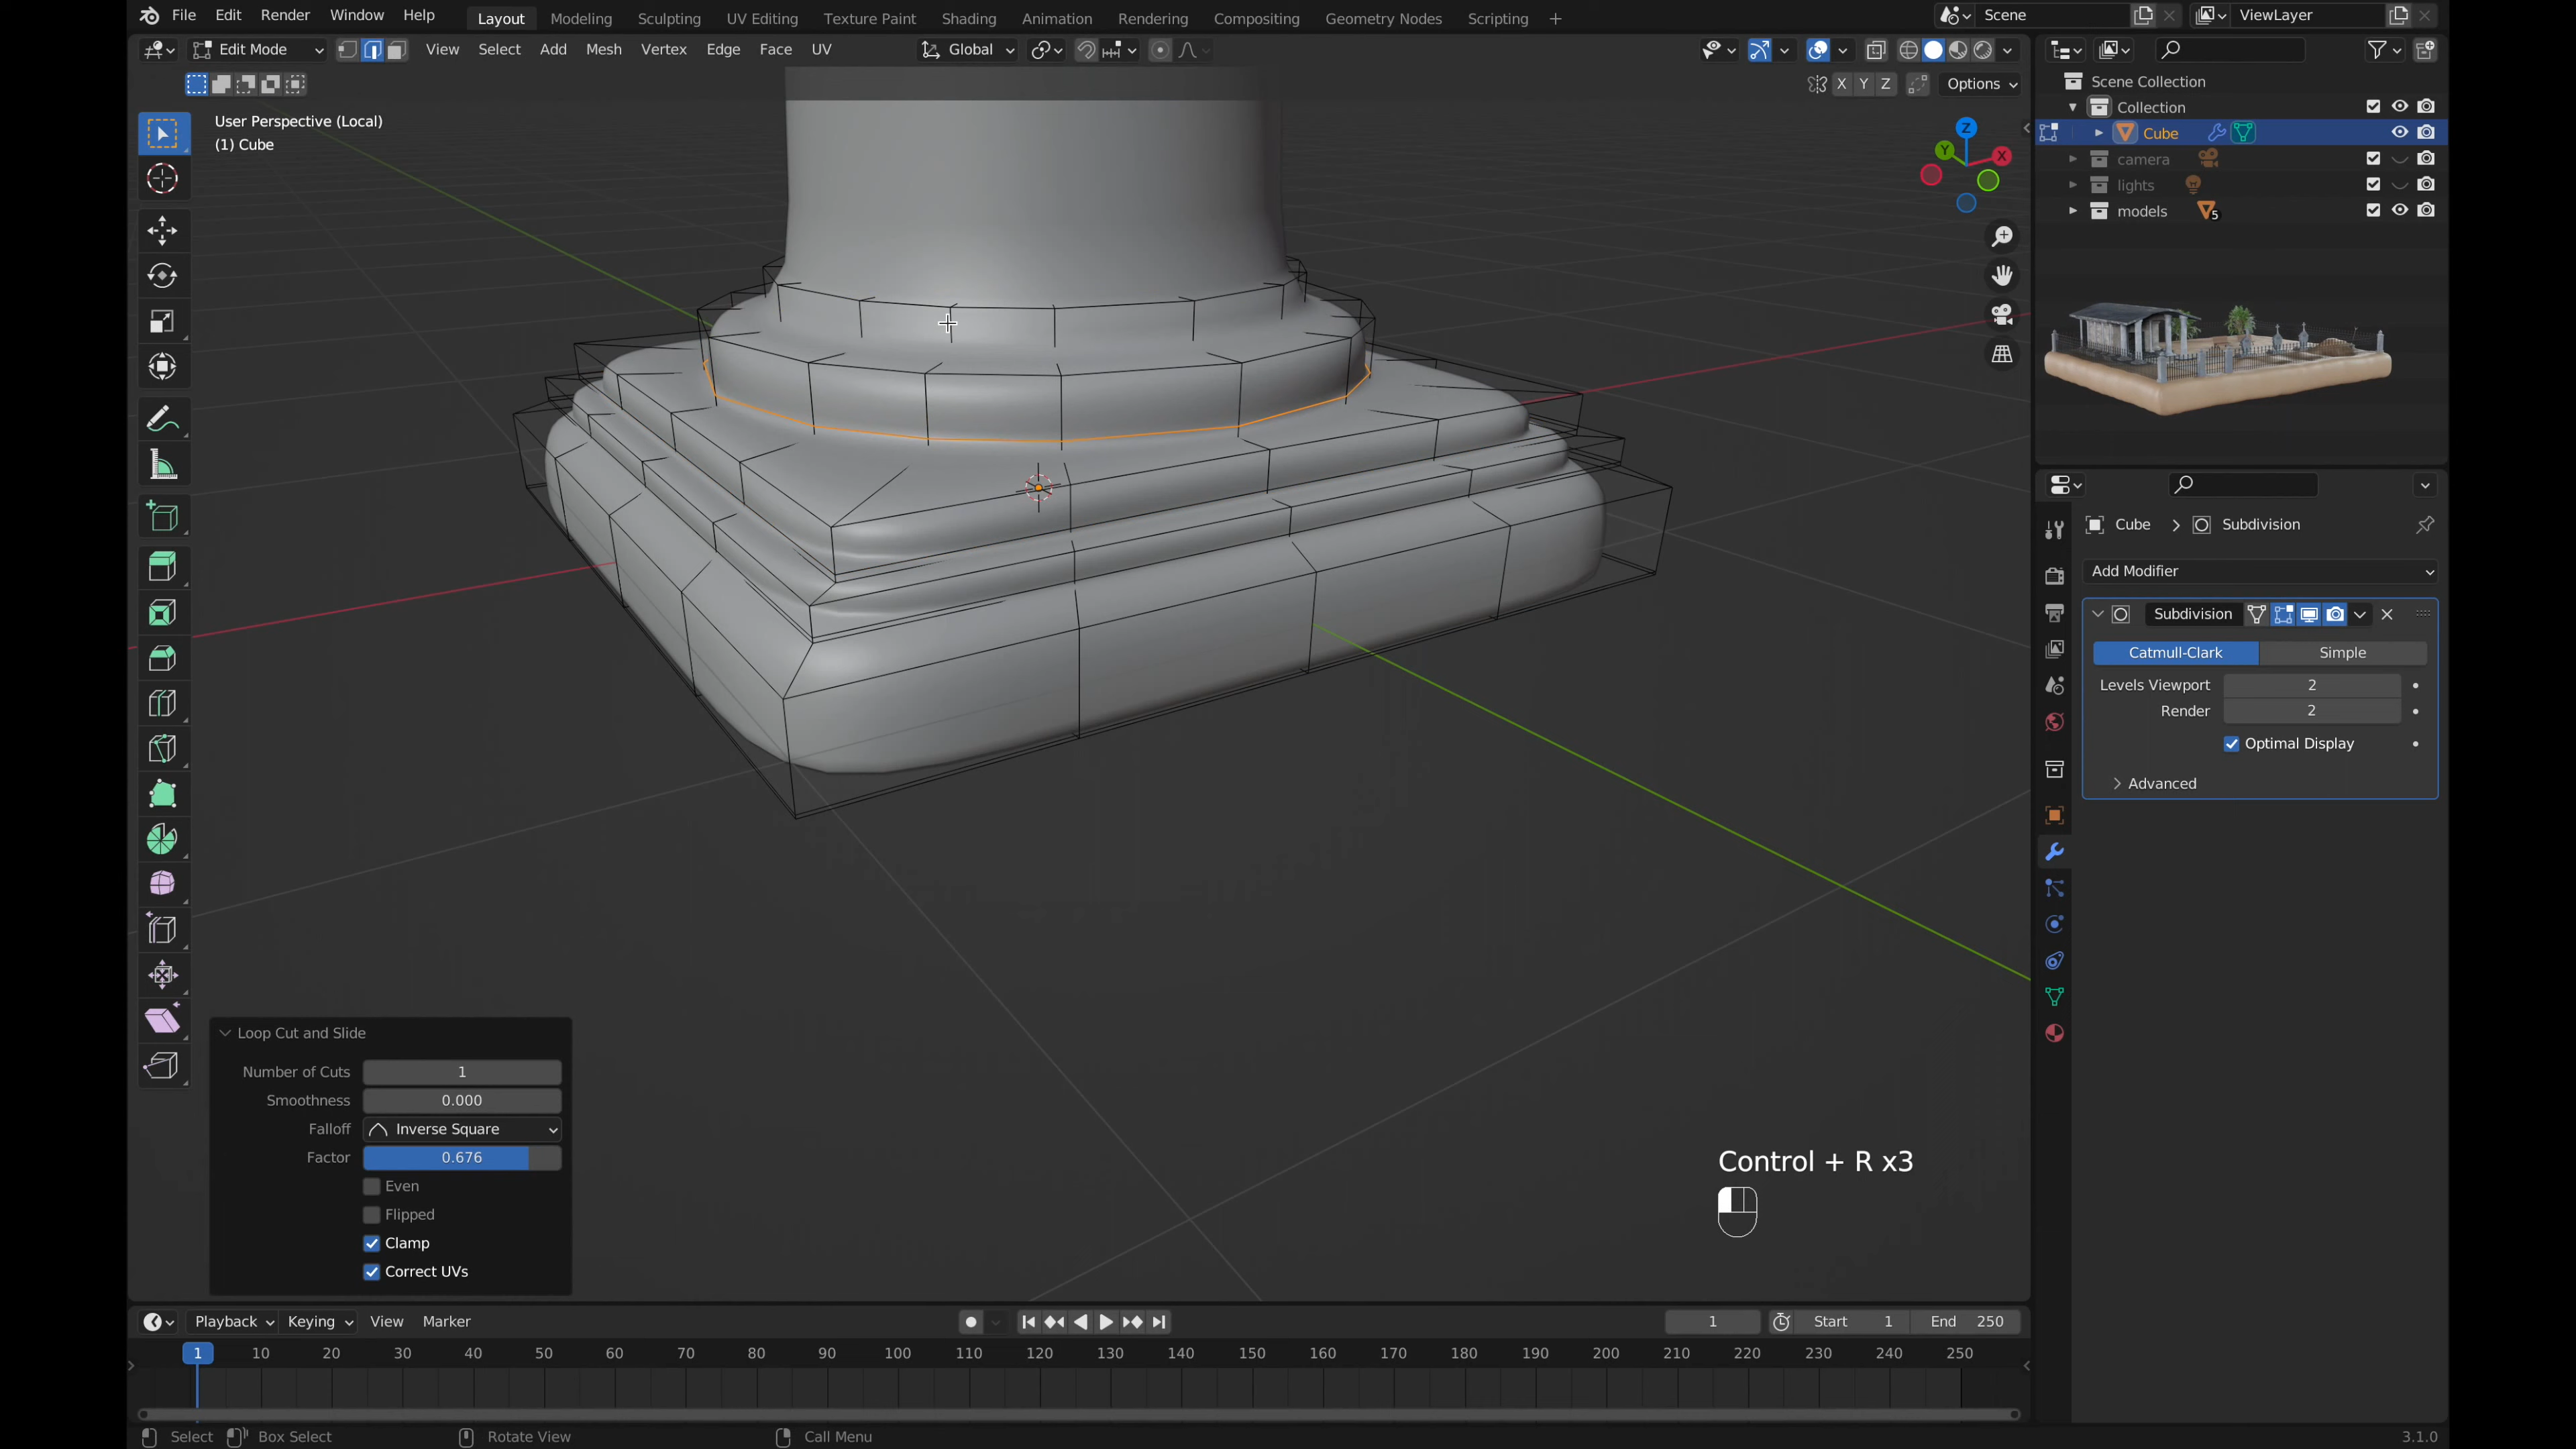 File Edit Render Window Help
Layout Modeling Sculpting UV Editing Texture Paint Shading Animation Rendering Compositing Geometry Nodes Scripting +
Scene
ViewLayer
Edit Mode View Select Add Mesh Vertex Edge Face UV
Global
X Y Z Options
User Perspective (Local)
(1) Cube
Z
Y
X
Scene Collection
Collection
Cube
camera
lights
models
5
Cube > Subdivision
Add Modifier
Subdivision
Catmull-Clark Simple
Levels Viewport 2
Render 2
Optimal Display
Advanced
Loop Cut and Slide
Number of Cuts 1
Smoothness 0.000
Falloff Inverse Square
Factor 0.676
Even
Flipped
Clamp
Correct UVs
Control + R x3
Playback Keying View Marker
1 Start 1 End 250
1 10 20 30 40 50 60 70 80 90 100 110 120 130 140 150 160 170 180 190 200 210 220 230 240 250
Select Box Select Rotate View Call Menu 3.1.0